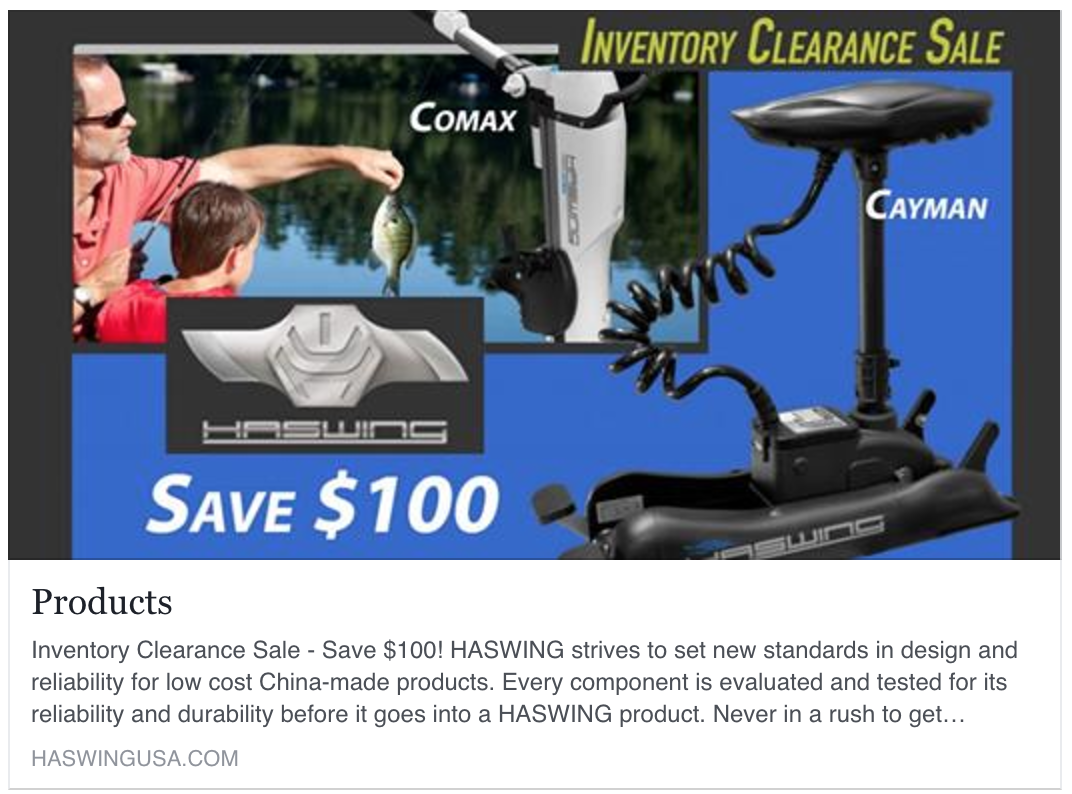 INVENTORY CLEARANCE SALE
COMAX
HASWING
CAYMAN
HASWING
SAVE $100
HASWING
Products
Inventory Clearance Sale - Save $100! HASWING strives to set new standards in design and
reliability for low cost China-made products. Every component is evaluated and tested for its
reliability and durability before it goes into a HASWING product. Never in a rush to get…
HASWINGUSA.COM